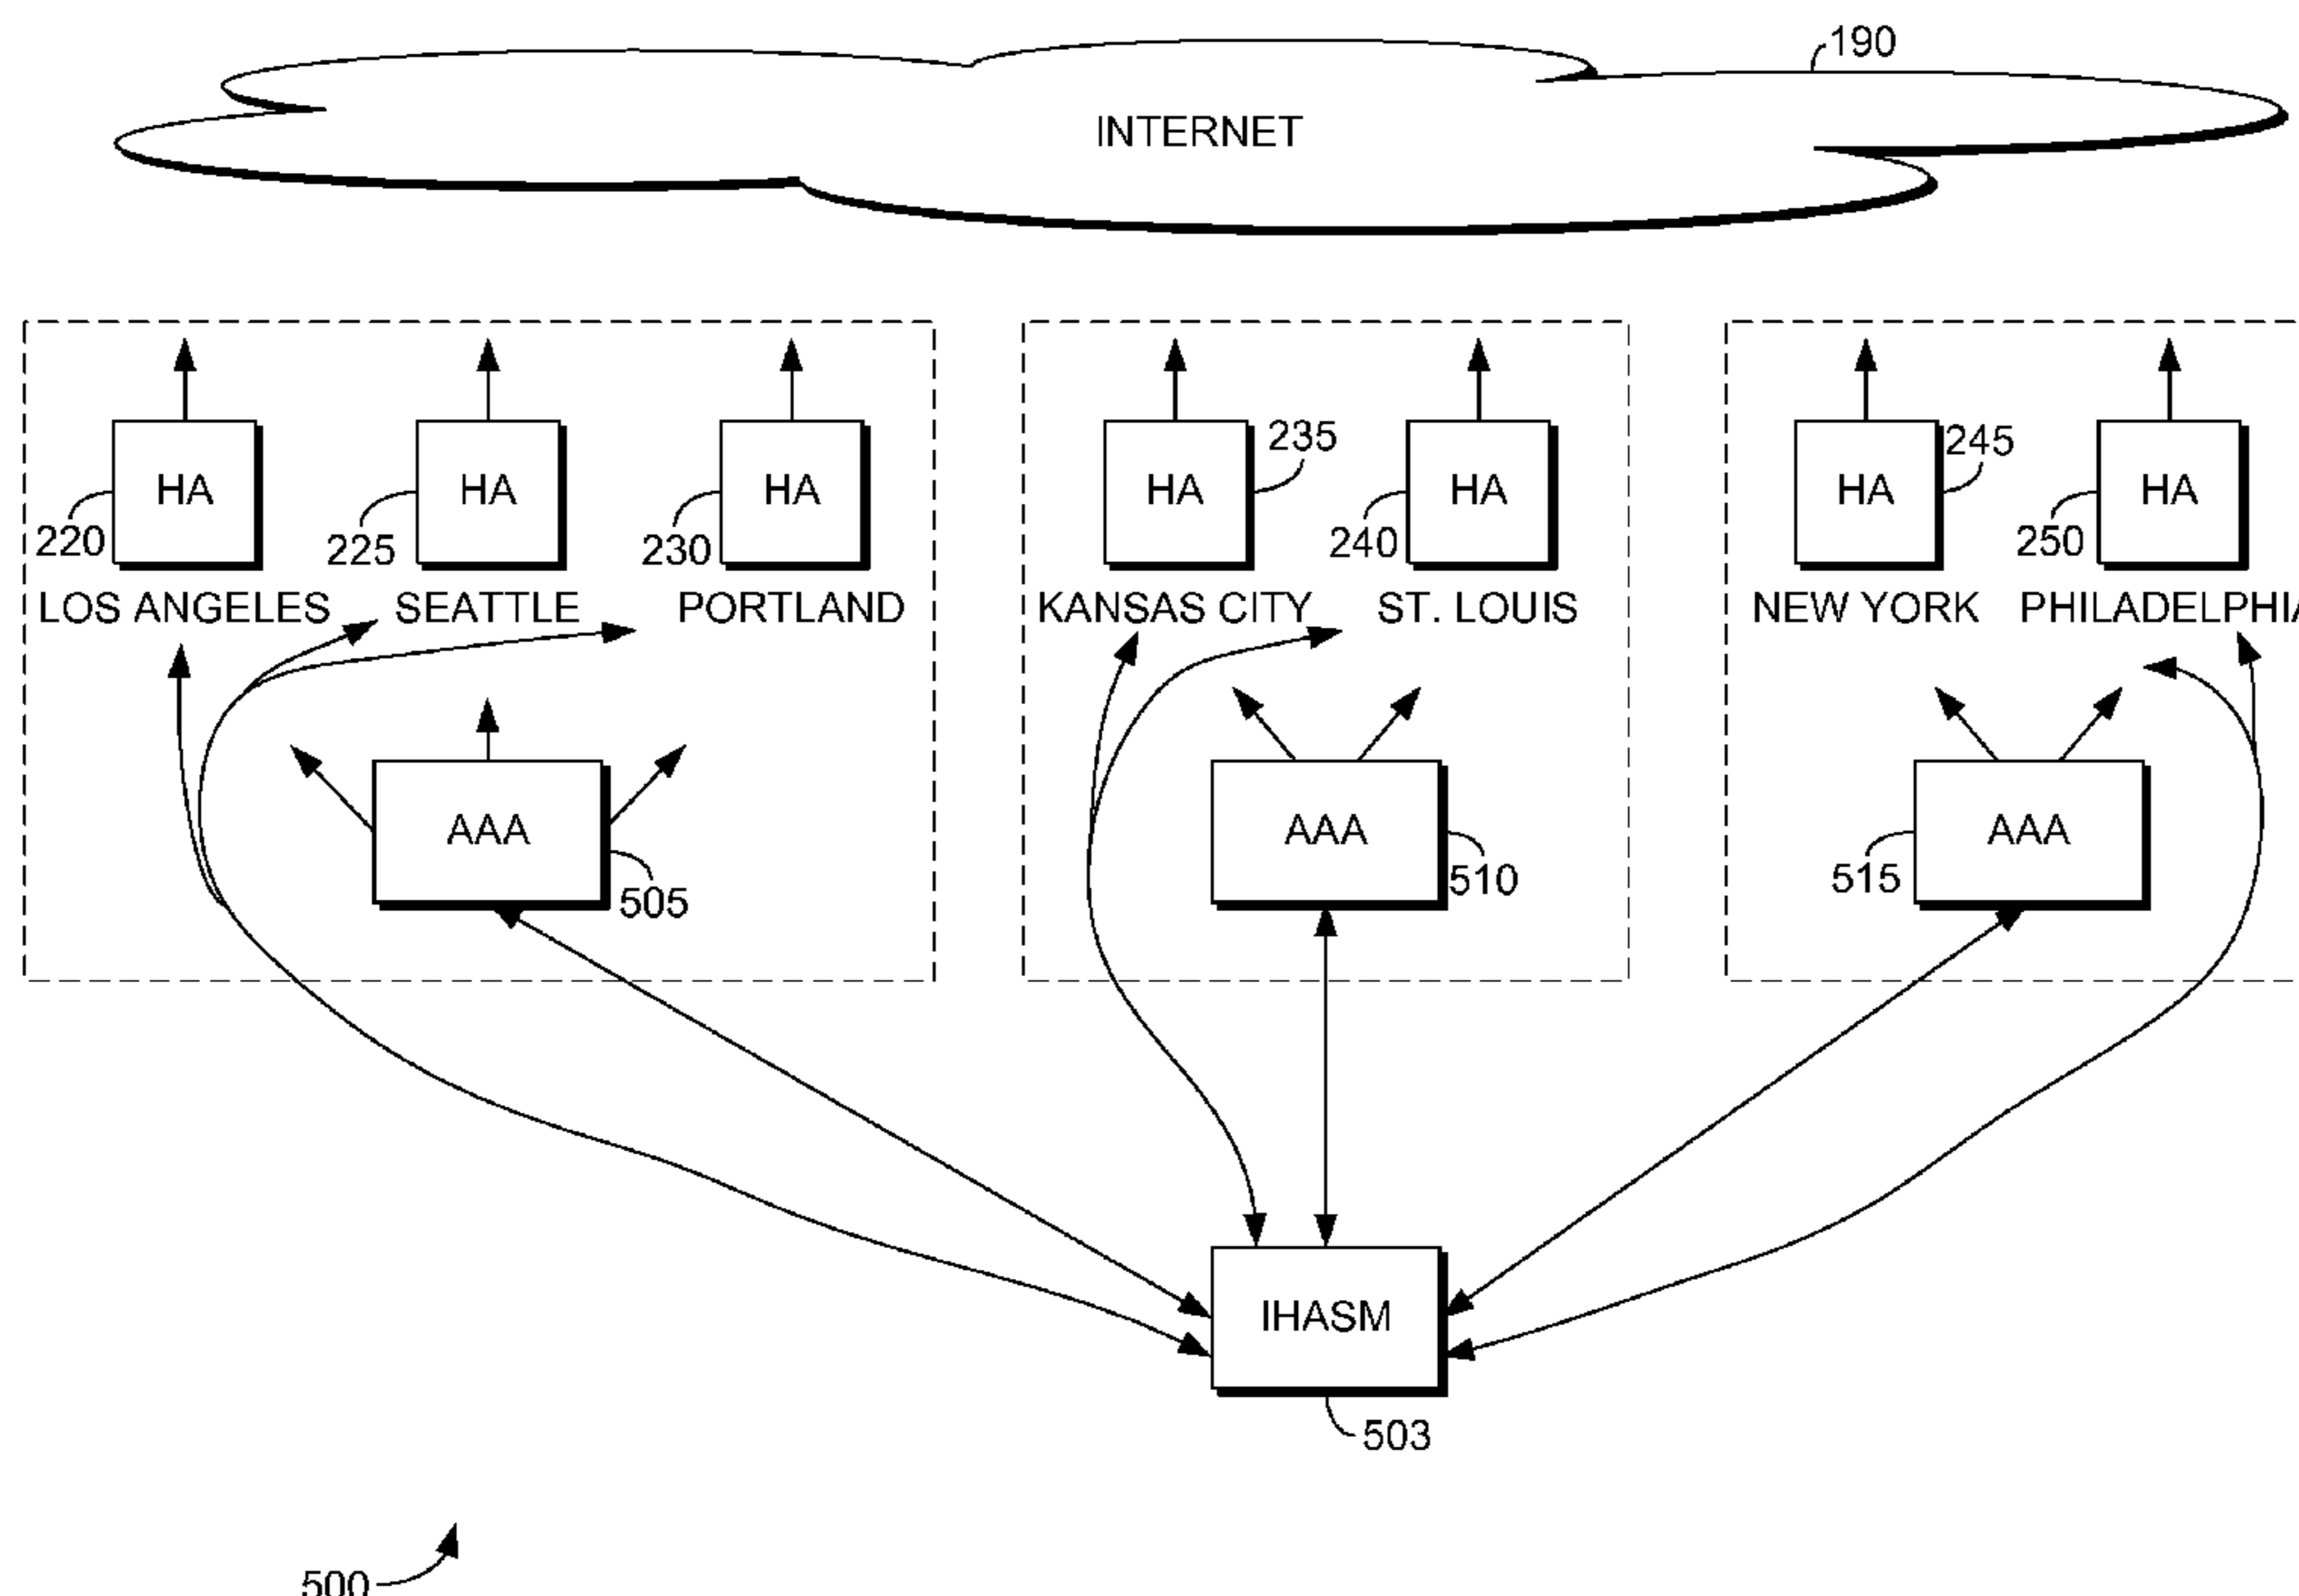 190
INTERNET
HA HA HA HA HA HA HA
235 245
220 225 230 240 250
LOS ANGELES SEATTLE PORTLAND KANSAS CITY ST. LOUIS NEW YORK PHILADELPHIA
AAA AAA AAA
505 510 515
IHASM
503
500